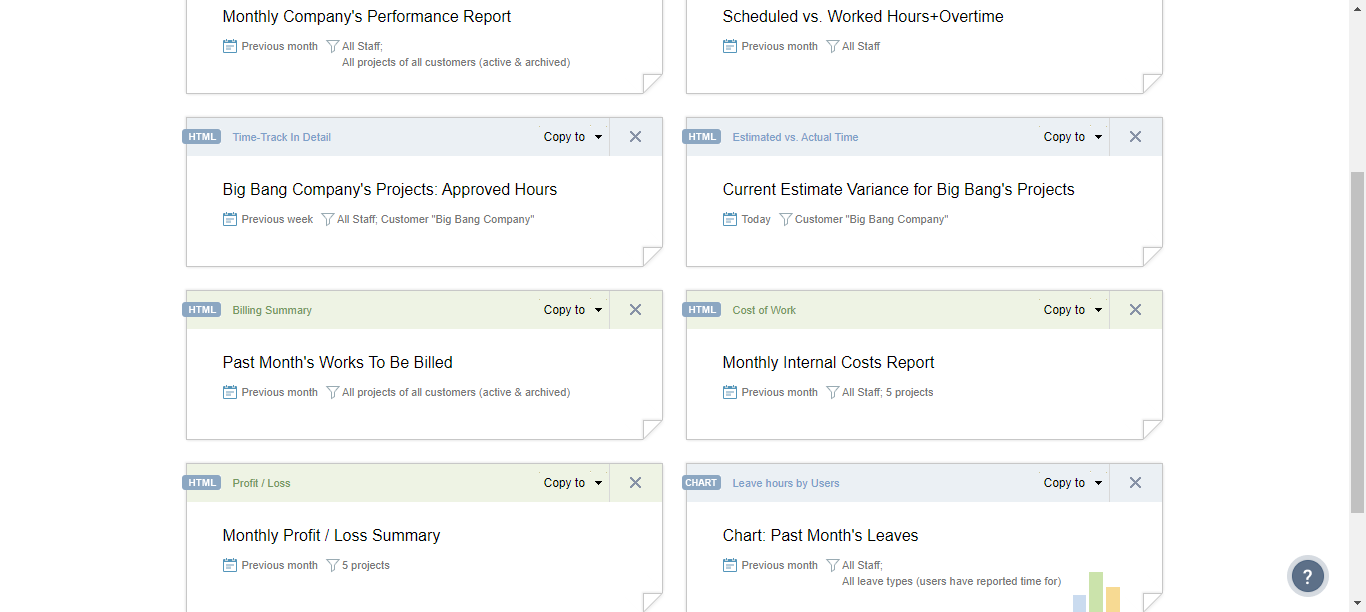 Monthly Company's Performance Report
Previous month All Staff;
All projects of all customers (active & archived)
Scheduled vs. Worked Hours+Overtime
Previous month All Staff
HTML Time-Track In Detail Copy to
Big Bang Company's Projects: Approved Hours
Previous week All Staff; Customer "Big Bang Company"
HTML Estimated vs. Actual Time Copy to
Current Estimate Variance for Big Bang's Projects
Today Customer "Big Bang Company"
HTML Billing Summary Copy to
Past Month's Works To Be Billed
Previous month All projects of all customers (active & archived)
HTML Cost of Work Copy to
Monthly Internal Costs Report
Previous month All Staff; 5 projects
HTML Profit / Loss Copy to
Monthly Profit / Loss Summary
Previous month 5 projects
CHART Leave hours by Users Copy to
Chart: Past Month's Leaves
Previous month All Staff;
All leave types (users have reported time for)
?